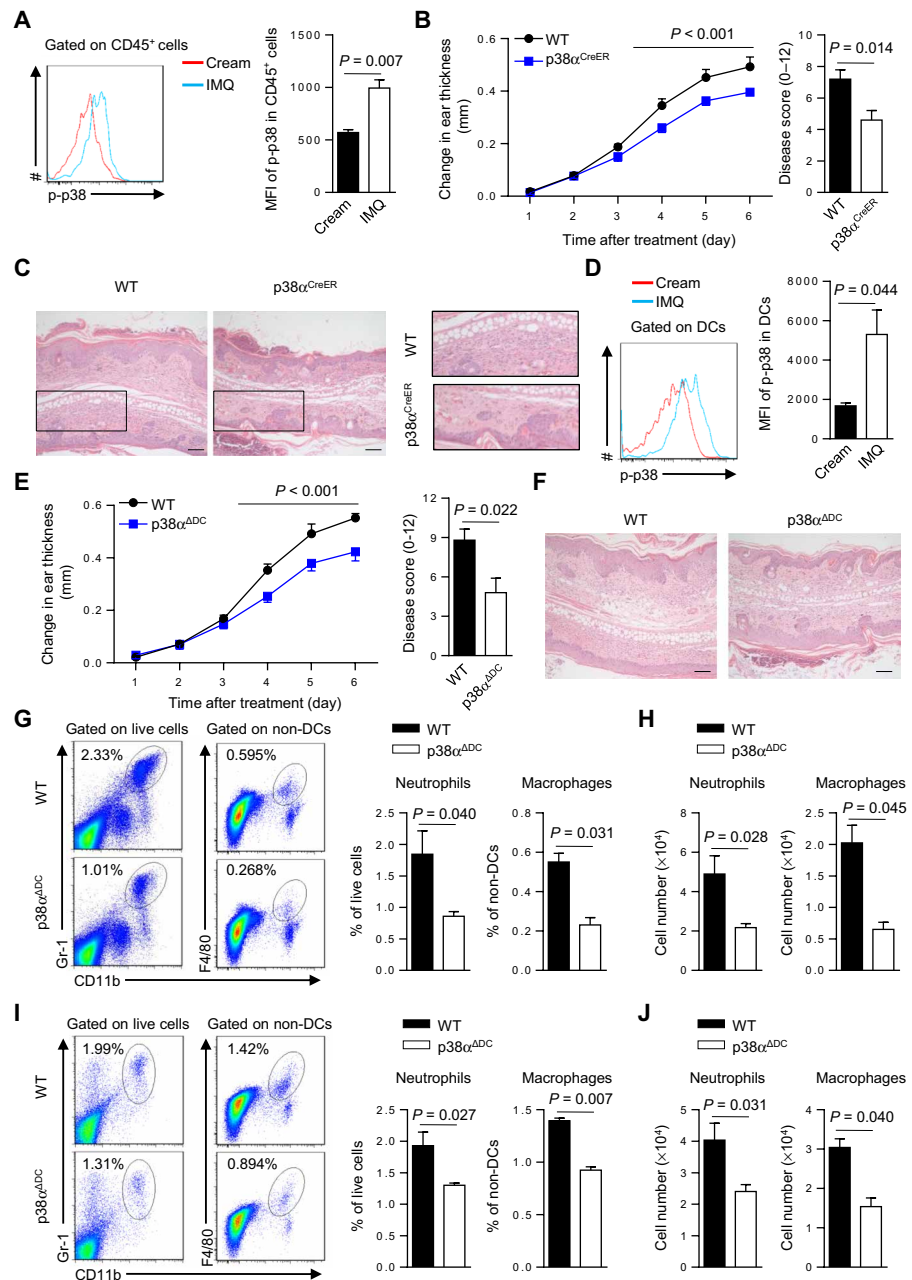 A
Gated on CD45⁺ cells
Cream
IMQ
#
p-p38
MFI of p-p38 in CD45⁺ cells
1500
1000
500
0
P = 0.007
Cream
IMQ
B
Change in ear thickness
(mm)
0.6
0.4
0.2
0.0
WT
p38α^CreER
P < 0.001
1 2 3 4 5 6
Time after treatment (day)
Disease score (0–12)
10
8
6
4
2
0
P = 0.014
WT
p38α^CreER
C
WT
p38α^CreER
WT
p38α^CreER
D
Cream
IMQ
Gated on DCs
#
p-p38
MFI of p-p38 in DCs
8000
6000
4000
2000
0
P = 0.044
Cream
IMQ
E
Change in ear thickness
(mm)
0.6
0.4
0.2
0.0
WT
p38α^ΔDC
P < 0.001
1 2 3 4 5 6
Time after treatment (day)
Disease score (0-12)
12
9
6
3
0
P = 0.022
WT
p38α^ΔDC
F
WT
p38α^ΔDC
G
Gated on live cells
Gated on non-DCs
WT
2.33%
0.595%
p38α^ΔDC
1.01%
0.268%
Gr-1
F4/80
CD11b
WT
p38α^ΔDC
Neutrophils
% of live cells
2.5
2.0
1.5
1.0
0.5
0.0
P = 0.040
Macrophages
% of non-DCs
0.8
0.6
0.4
0.2
0.0
P = 0.031
H
WT
p38α^ΔDC
Neutrophils
Cell number (×10⁴)
8
6
4
2
0
P = 0.028
Macrophages
Cell number (×10⁴)
2.5
2.0
1.5
1.0
0.5
0.0
P = 0.045
I
Gated on live cells
Gated on non-DCs
WT
1.99%
1.42%
p38α^ΔDC
1.31%
0.894%
Gr-1
F4/80
CD11b
WT
p38α^ΔDC
Neutrophils
% of live cells
2.5
2.0
1.5
1.0
0.5
0.0
P = 0.027
Macrophages
% of non-DCs
1.5
1.0
0.5
0.0
P = 0.007
J
WT
p38α^ΔDC
Neutrophils
Cell number (×10⁴)
5
4
3
2
1
0
P = 0.031
Macrophages
Cell number (×10⁴)
4
3
2
1
0
P = 0.040